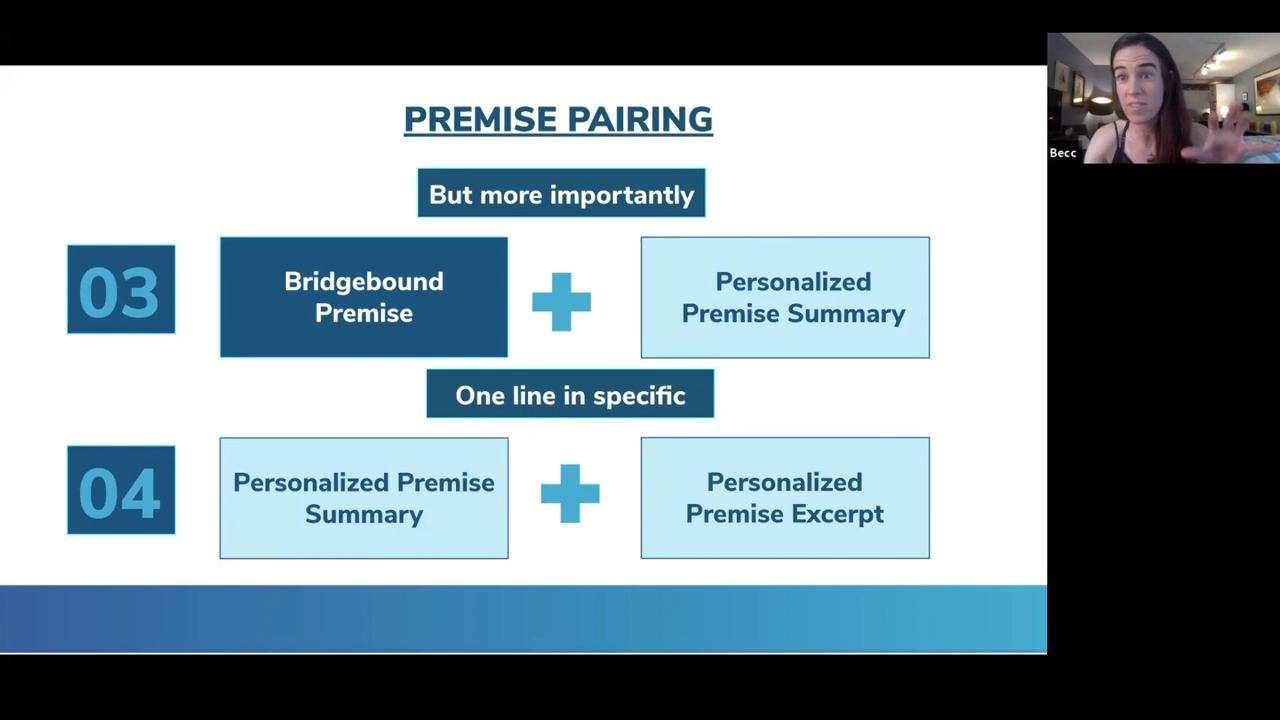 PREMISE PAIRING
But more importantly
03
Bridgebound
Premise
Personalized
Premise Summary
One line in specific
04
Personalized Premise
Summary
Personalized
Premise Excerpt
Becc